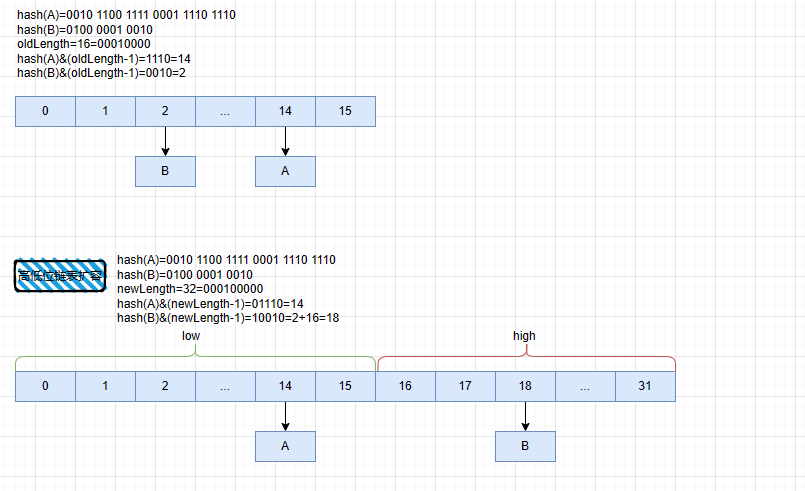 hash(A)=0010 1100 1111 0001 1110 1110
hash(B)=0100 0001 0010
oldLength=16=00010000
hash(A)&(oldLength-1)=1110=14
hash(B)&(oldLength-1)=0010=2
0 1 2 ... 14 15
B A
高低位链表扩容
hash(A)=0010 1100 1111 0001 1110 1110
hash(B)=0100 0001 0010
newLength=32=000100000
hash(A)&(newLength-1)=01110=14
hash(B)&(newLength-1)=10010=2+16=18
low high
0 1 2 ... 14 15 16 17 18 ... 31
A B